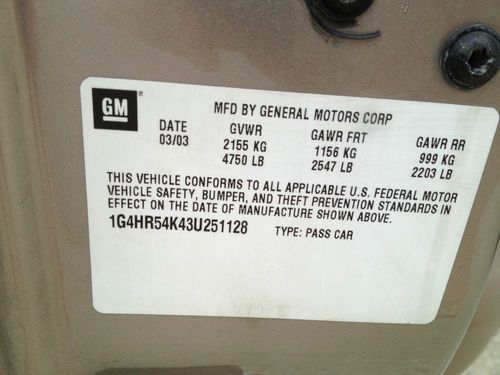 GM
MFD BY GENERAL MOTORS CORP
DATE GVWR GAWR FRT GAWR RR
03/03 2155 KG 1156 KG 999 KG
4750 LB 2547 LB 2203 LB
THIS VEHICLE CONFORMS TO ALL APPLICABLE U.S. FEDERAL MOTOR
VEHICLE SAFETY, BUMPER, AND THEFT PREVENTION STANDARDS IN
EFFECT ON THE DATE OF MANUFACTURE SHOWN ABOVE.
1G4HR54K43U251128 TYPE: PASS CAR